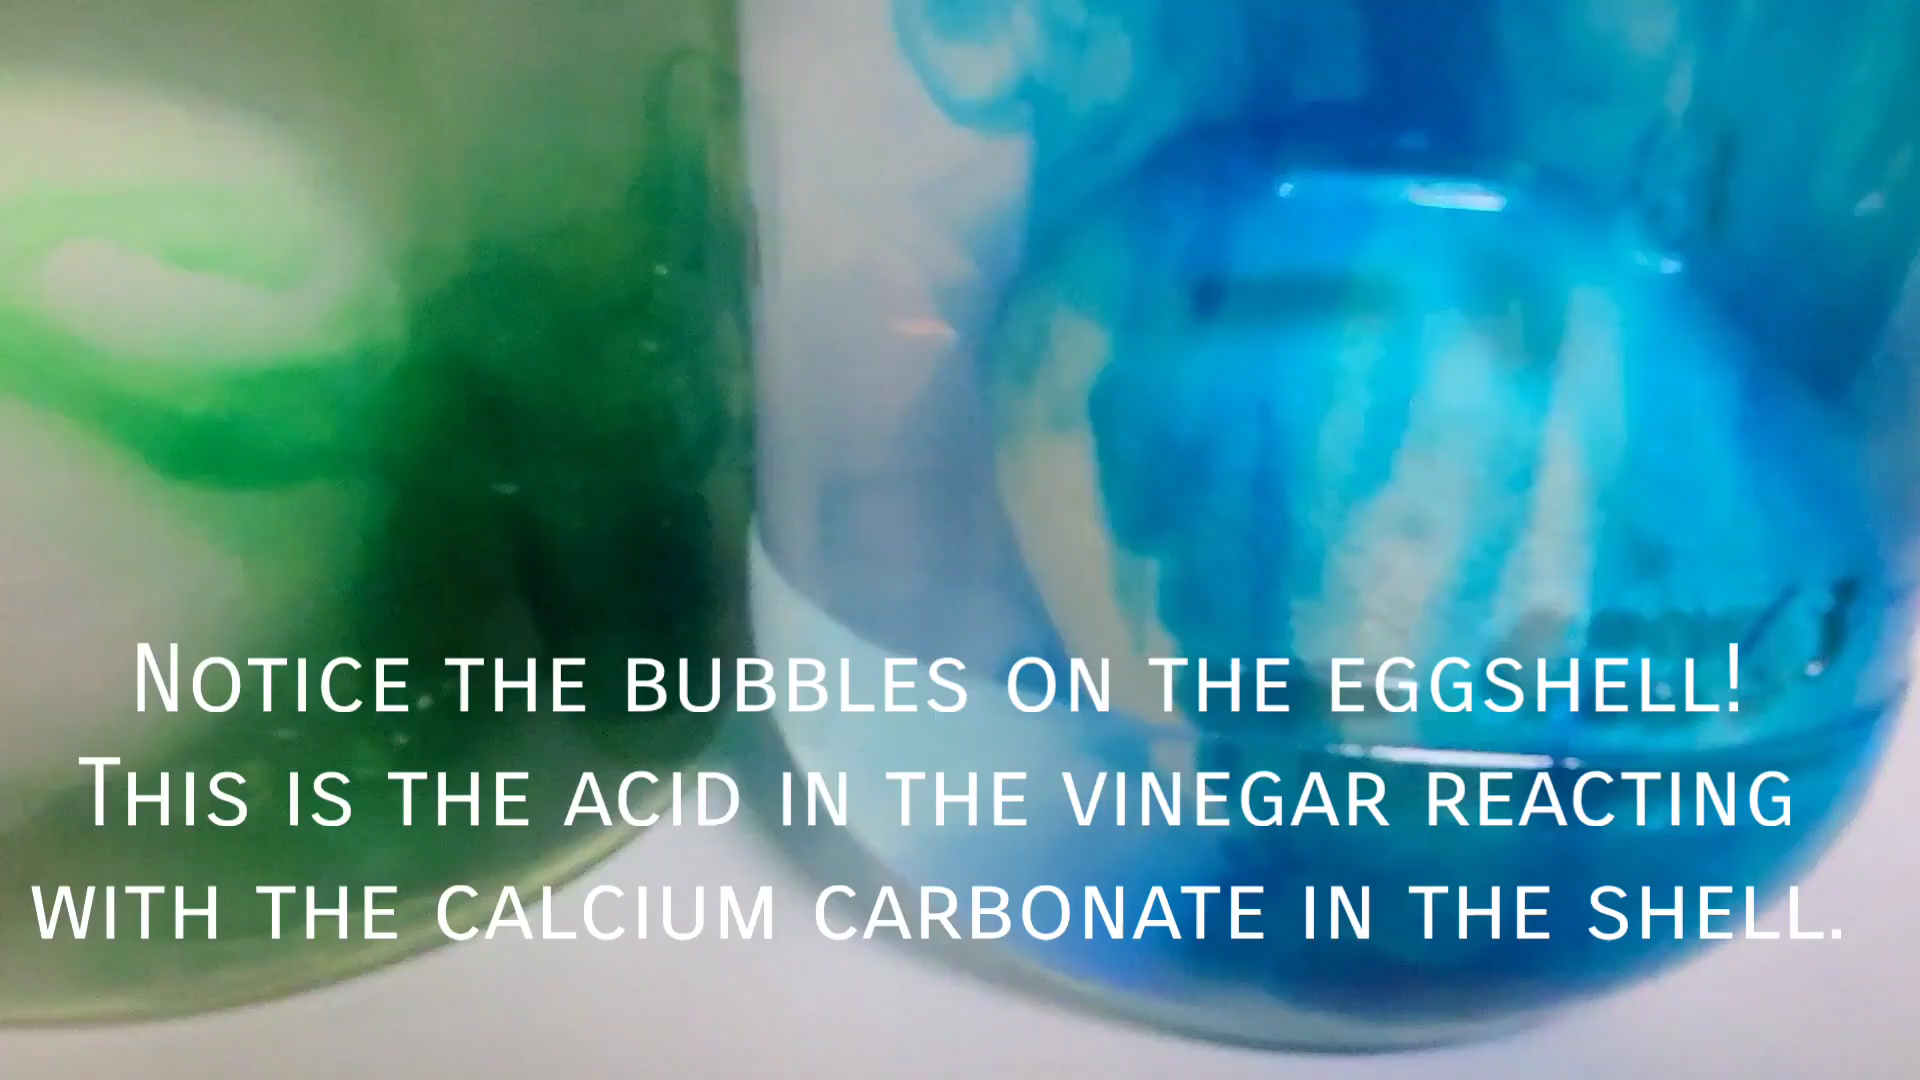 Notice the bubbles on the eggshell!
This is the acid in the vinegar reacting
with the calcium carbonate in the shell.